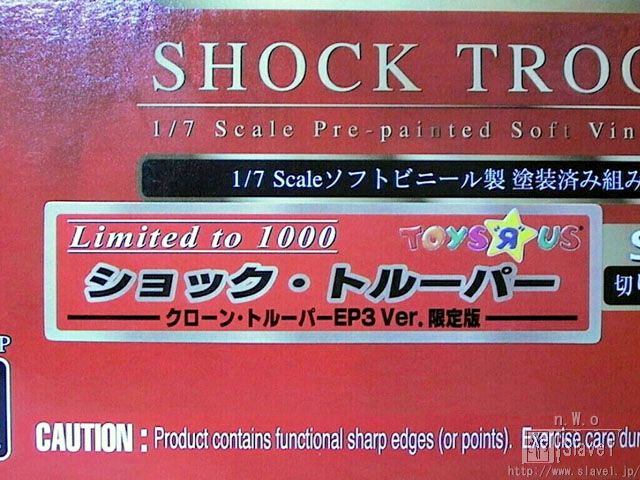 SHOCK TROO
1/7 Scale Pre-painted Soft Vin
1/7 Scaleソフトビニール製 塗装済み組み
Limited to 1000
TOYS"R"US
ショック・トルーパー
クローン・トルーパーEP3 Ver. 限定版
S
切り
P
CAUTION : Product contains functional sharp edges (or points). Exercise care du
n.W.o
Slavel
http://www.slavel.jp/